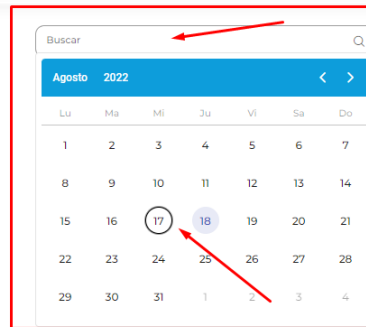 Buscar
Agosto 2022
Lu Ma Mi Ju Vi Sa Do
1 2 3 4 5 6 7
8 9 10 11 12 13 14
15 16 17 18 19 20 21
22 23 24 25 26 27 28
29 30 31 1 2 3 4